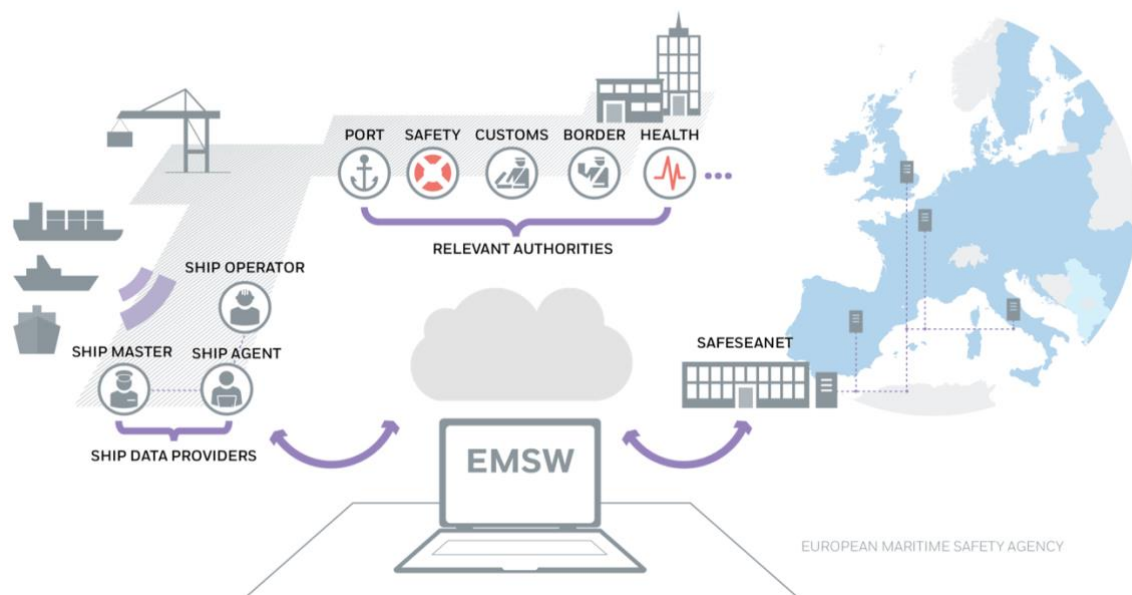 PORT SAFETY CUSTOMS BORDER HEALTH
RELEVANT AUTHORITIES
SHIP OPERATOR
SHIP MASTER SHIP AGENT
SHIP DATA PROVIDERS
SAFESEANET
EMSW
EUROPEAN MARITIME SAFETY AGENCY